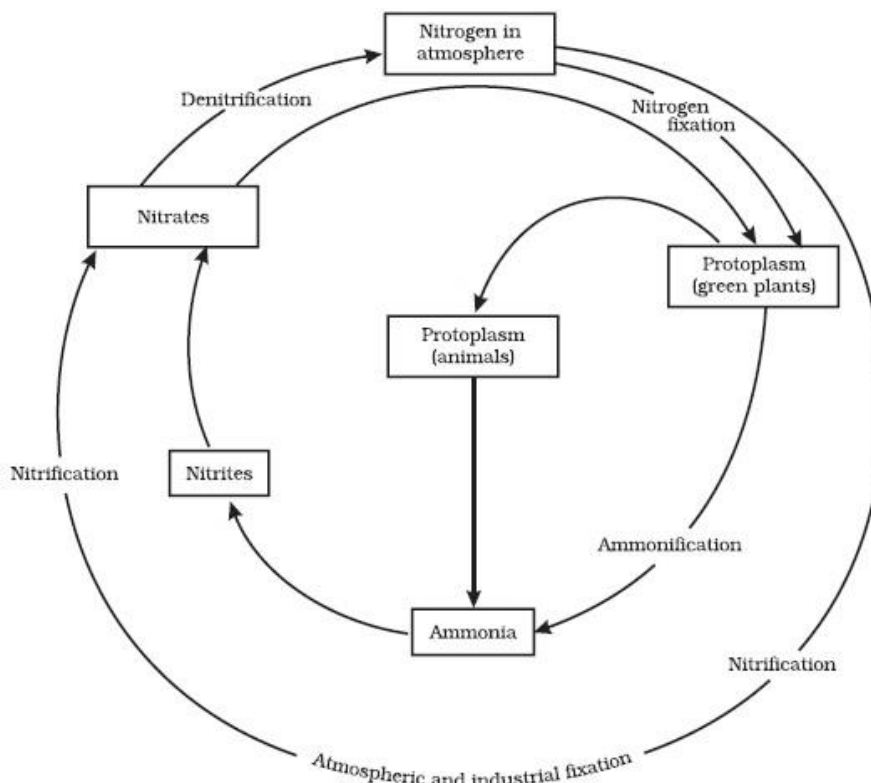 Nitrogen in
atmosphere
Denitrification
Nitrogen
fixation
Nitrates
Protoplasm
(green plants)
Protoplasm
(animals)
Nitrification
Nitrites
Ammonification
Ammonia
Nitrification
Atmospheric and industrial fixation